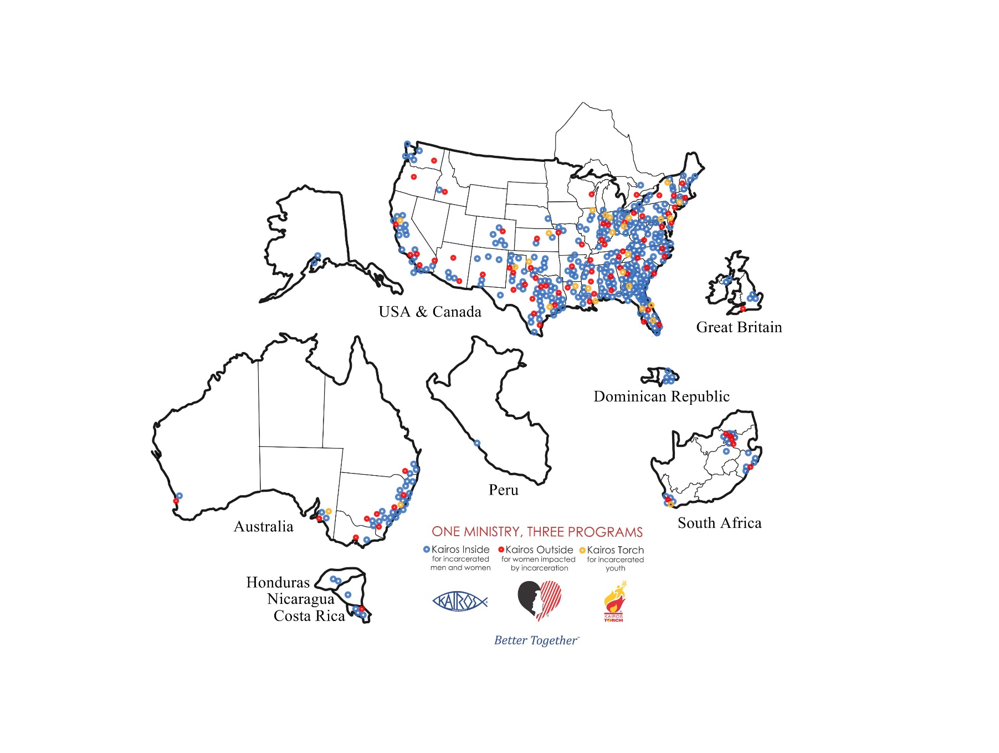 USA & Canada
Great Britain
Dominican Republic
Peru
Australia
South Africa
ONE MINISTRY, THREE PROGRAMS
Kairos Inside
for incarcerated
men and women
Kairos Outside
for women impacted
by incarceration
Kairos Torch
for incarcerated
youth
Honduras
Nicaragua
Costa Rica
KAIROS
KAIROS
TORCH
Better Together